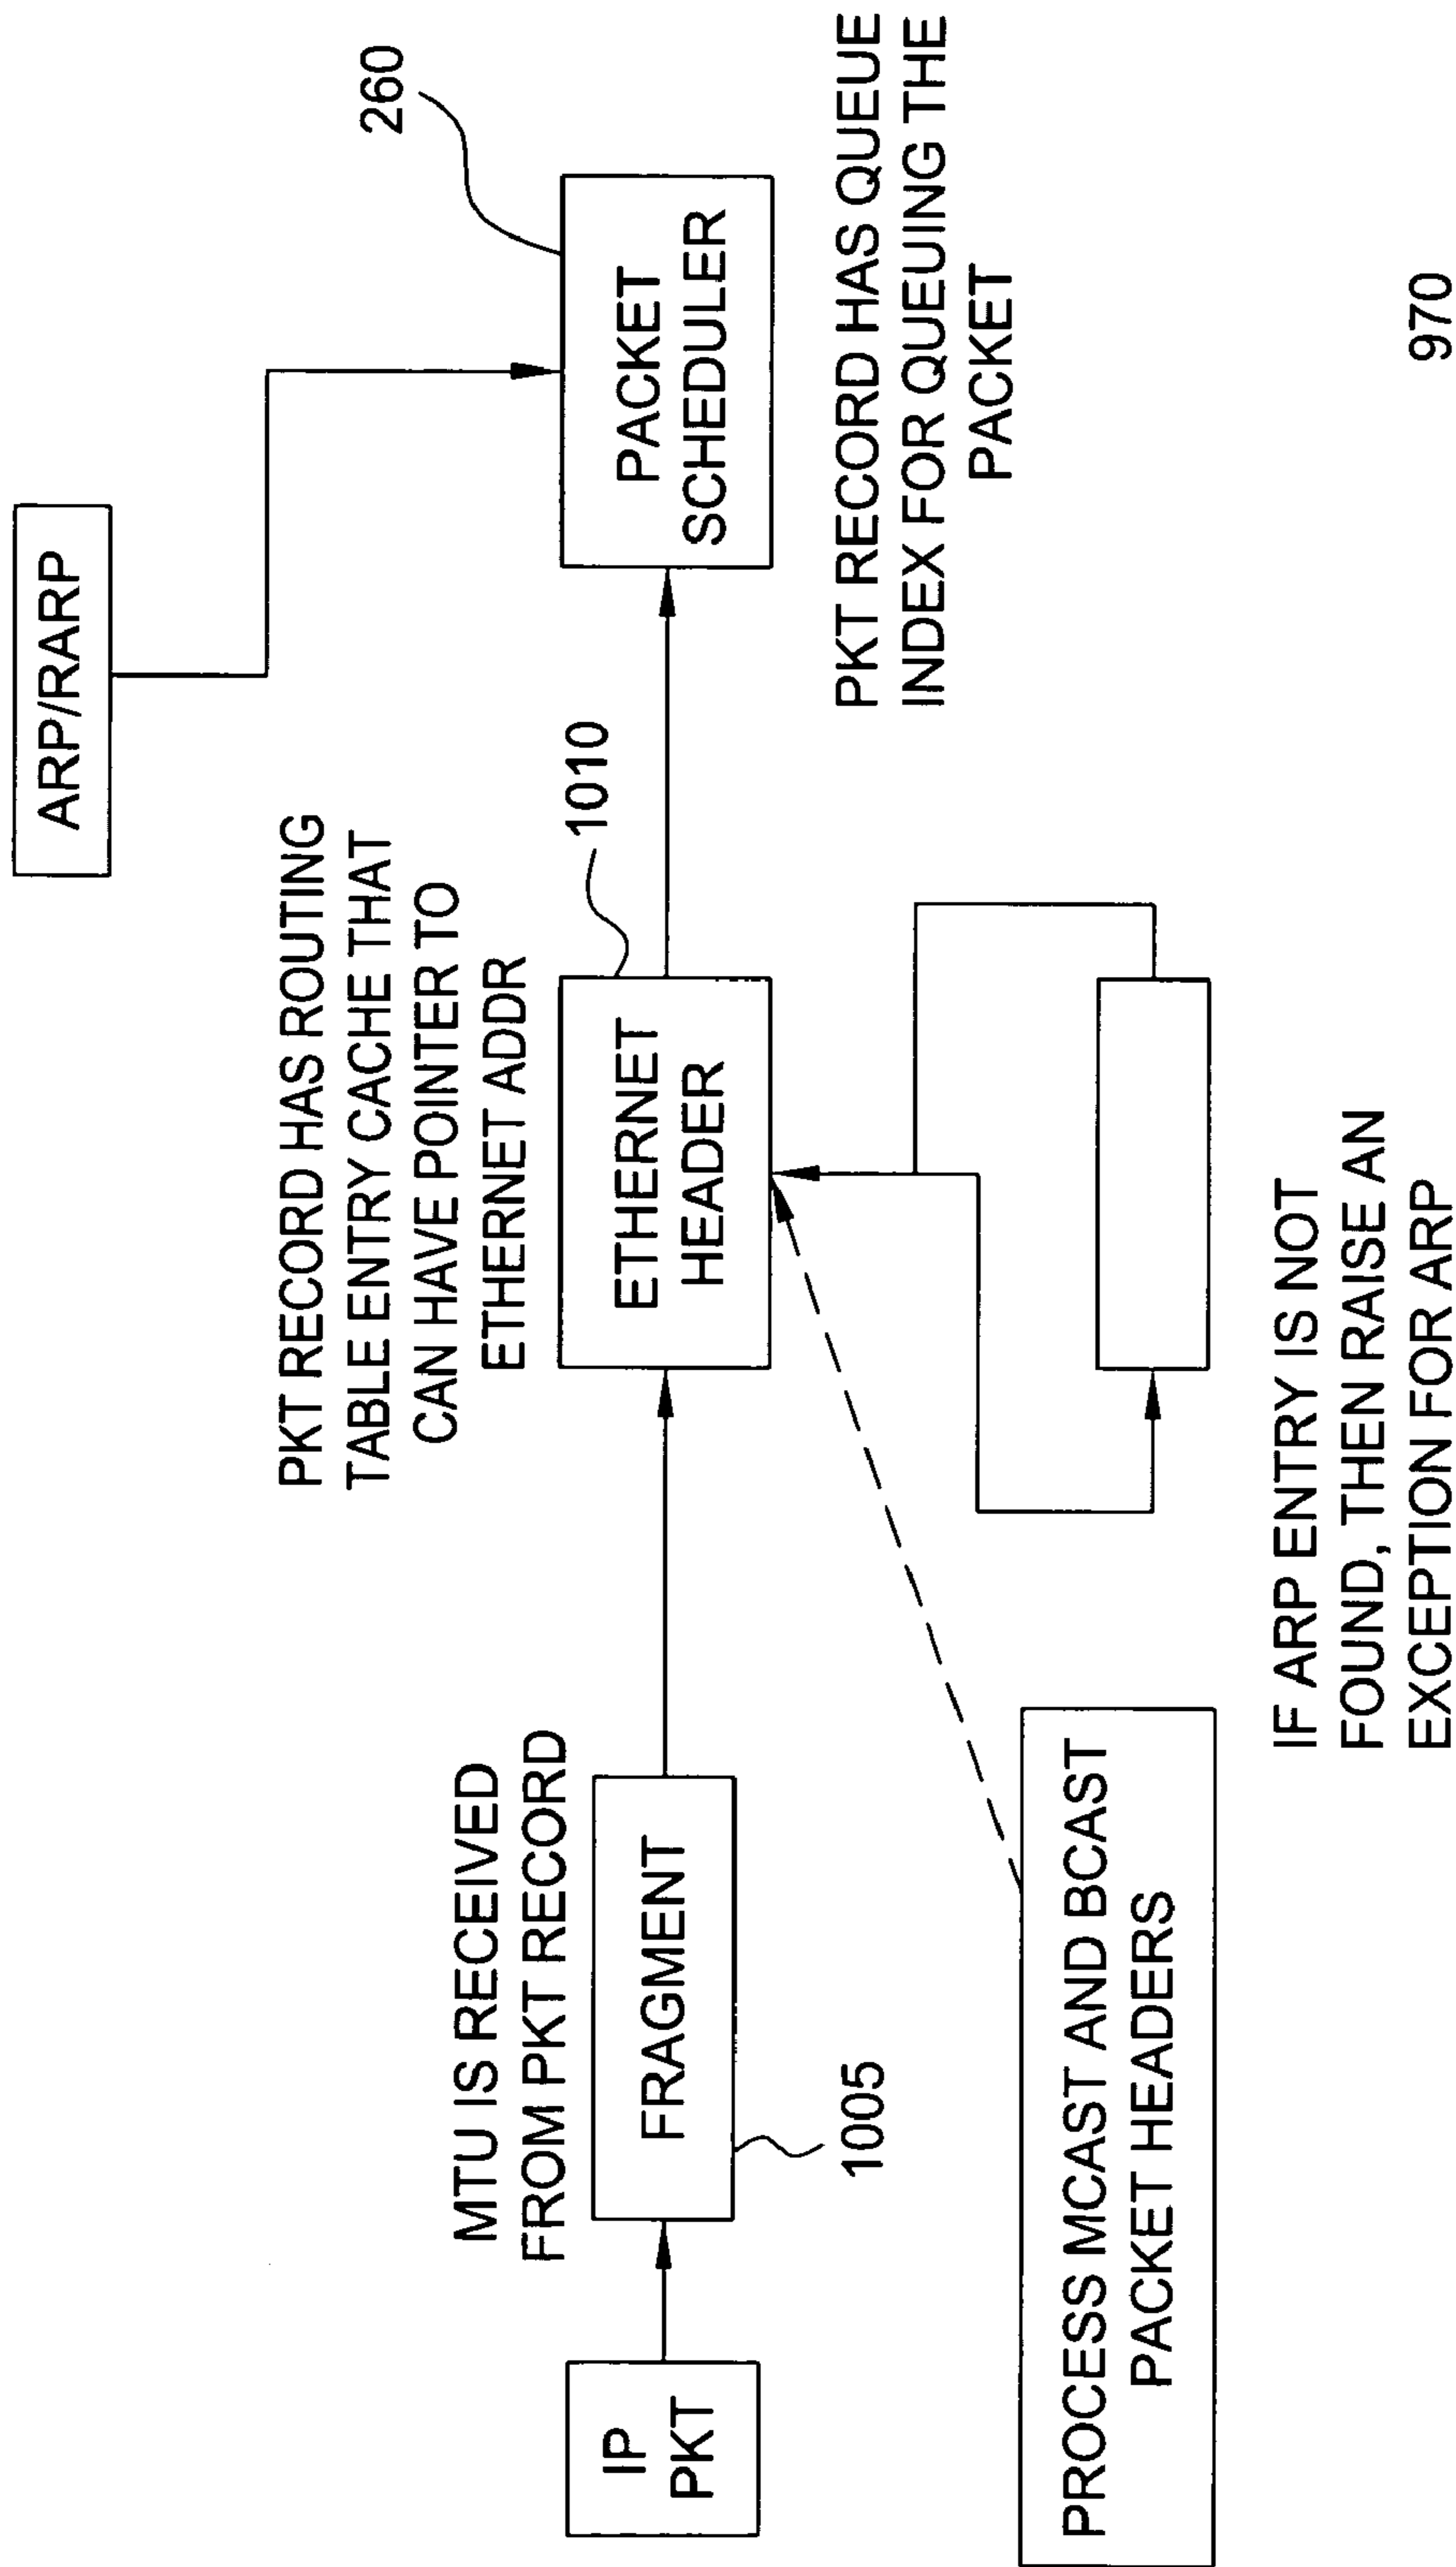 ARP/RARP
260
PKT RECORD HAS ROUTING
TABLE ENTRY CACHE THAT
CAN HAVE POINTER TO
ETHERNET ADDR
1010
MTU IS RECEIVED
FROM PKT RECORD
IP
PKT
FRAGMENT
1005
ETHERNET
HEADER
PACKET
SCHEDULER
PKT RECORD HAS QUEUE
INDEX FOR QUEUING THE
PACKET
PROCESS MCAST AND BCAST
PACKET HEADERS
IF ARP ENTRY IS NOT
FOUND, THEN RAISE AN
EXCEPTION FOR ARP
970